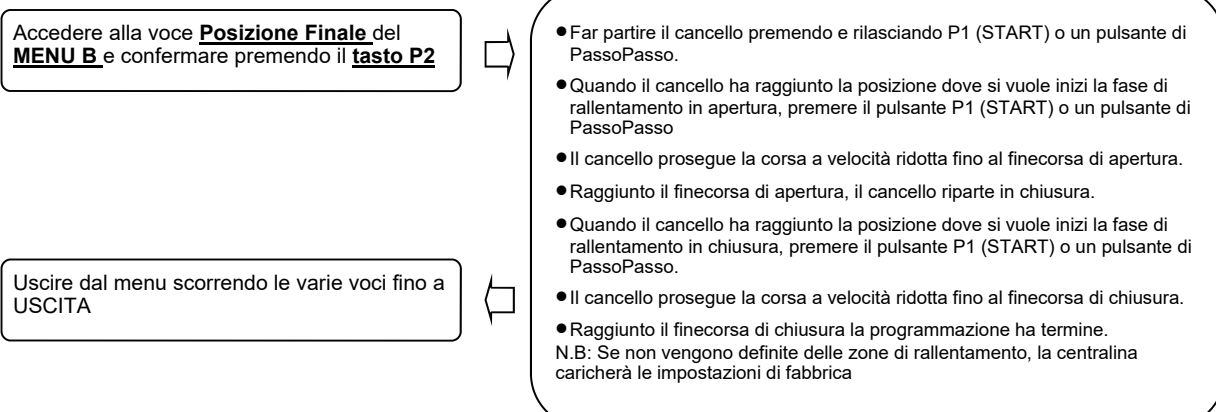 Accedere alla voce Posizione Finale del
MENU B e confermare premendo il tasto P2
●Far partire il cancello premendo e rilasciando P1 (START) o un pulsante di
PassoPasso.
●Quando il cancello ha raggiunto la posizione dove si vuole inizi la fase di
rallentamento in apertura, premere il pulsante P1 (START) o un pulsante di
PassoPasso
●Il cancello prosegue la corsa a velocità ridotta fino al finecorsa di apertura.
●Raggiunto il finecorsa di apertura, il cancello riparte in chiusura.
●Quando il cancello ha raggiunto la posizione dove si vuole inizi la fase di
rallentamento in chiusura, premere il pulsante P1 (START) o un pulsante di
PassoPasso.
●Il cancello prosegue la corsa a velocità ridotta fino al finecorsa di chiusura.
●Raggiunto il finecorsa di chiusura la programmazione ha termine.
N.B: Se non vengono definite delle zone di rallentamento, la centralina
caricherà le impostazioni di fabbrica
Uscire dal menu scorrendo le varie voci fino a
USCITA